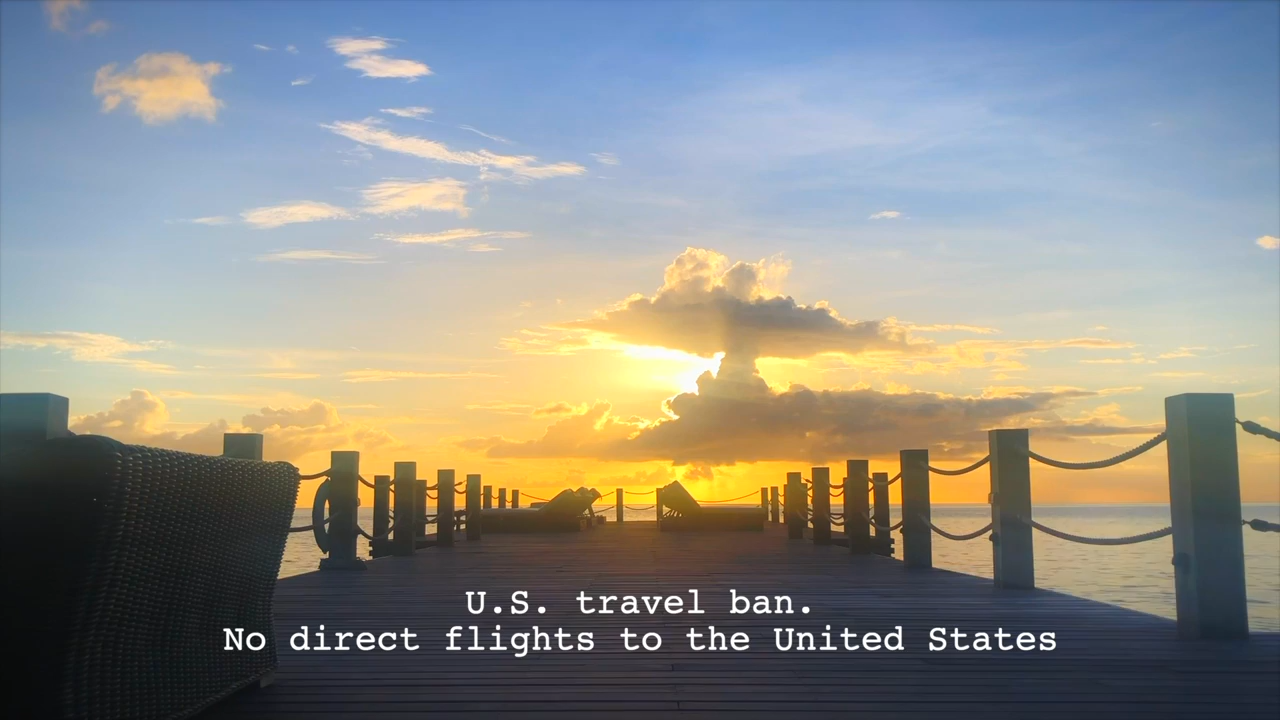 U.S. travel ban.
No direct flights to the United States